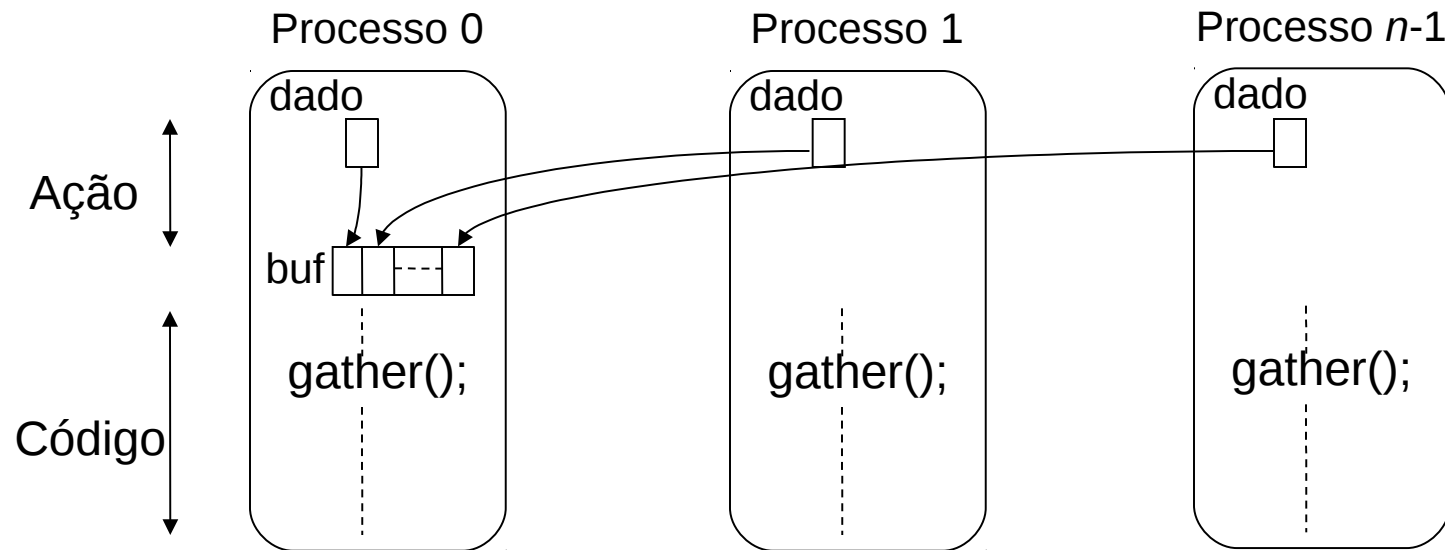 Processo 0
Processo 1
Processo n-1
dado
dado
dado
Ação
buf
gather();
gather();
gather();
Código